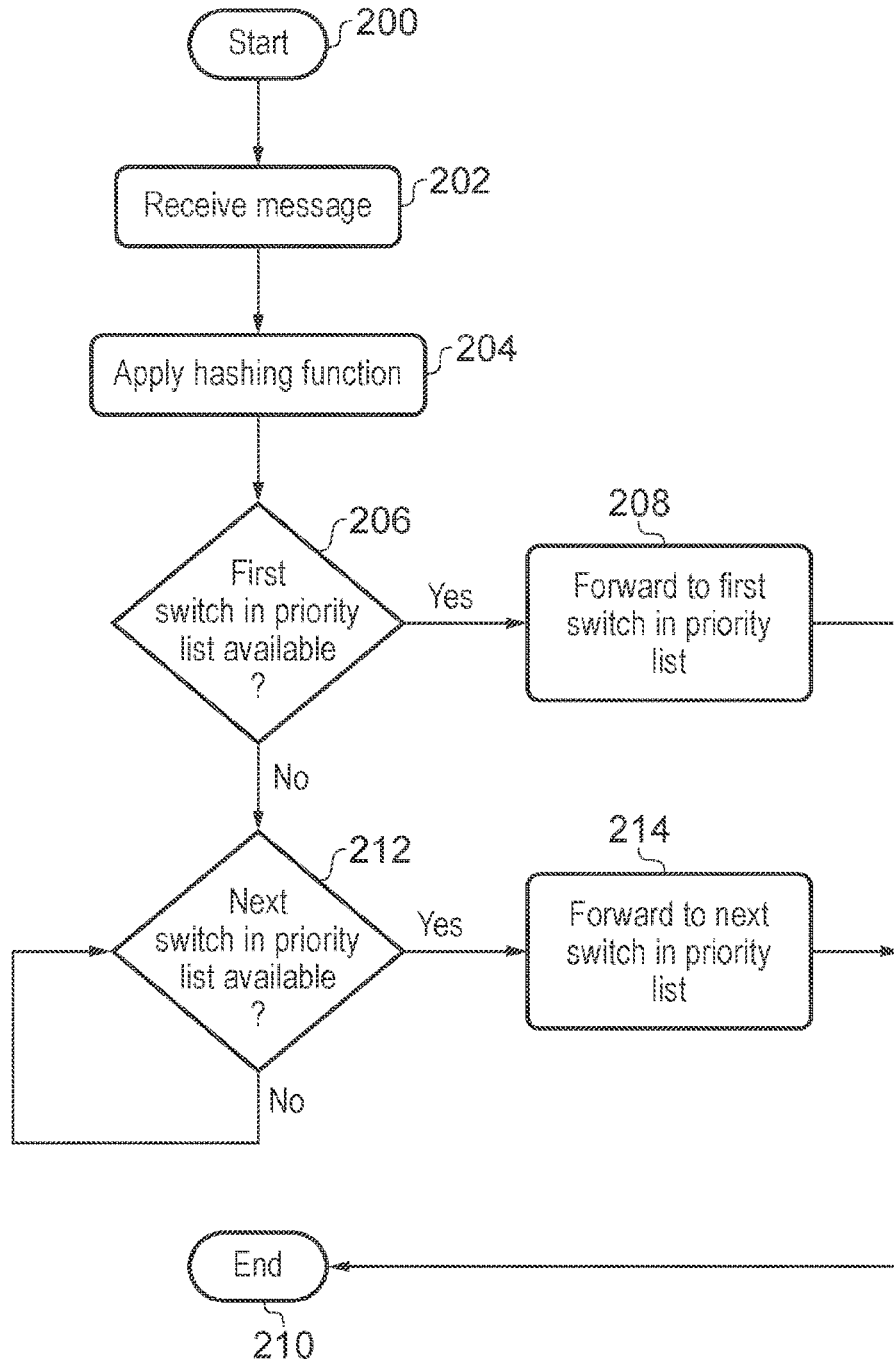 Start
200
Receive message
202
Apply hashing function
204
206
First
switch in priority
list available
?
Yes
208
Forward to first
switch in priority
list
No
212
Next
switch in priority
list available
?
Yes
214
Forward to next
switch in priority
list
No
End
210